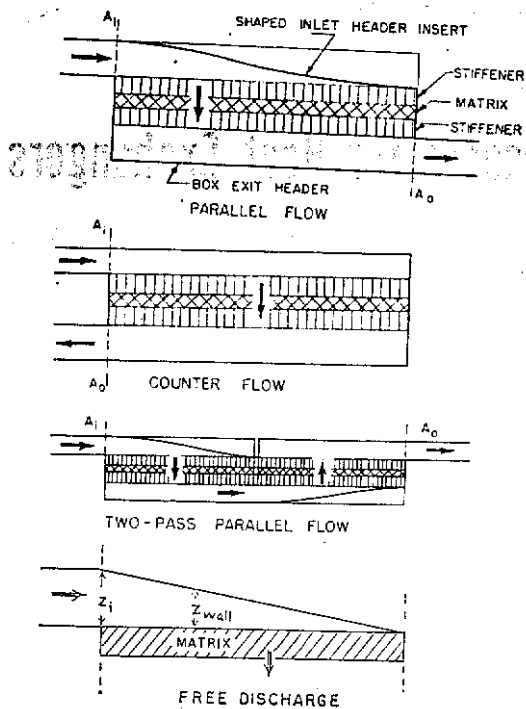 A_i
SHAPED INLET HEADER INSERT
STIFFENER
MATRIX
STIFFENER
BOX EXIT HEADER
A_o
PARALLEL FLOW
A_i
A_o
COUNTER FLOW
A_i
A_o
TWO-PASS PARALLEL FLOW
Z_i
Z_wall
MATRIX
FREE DISCHARGE